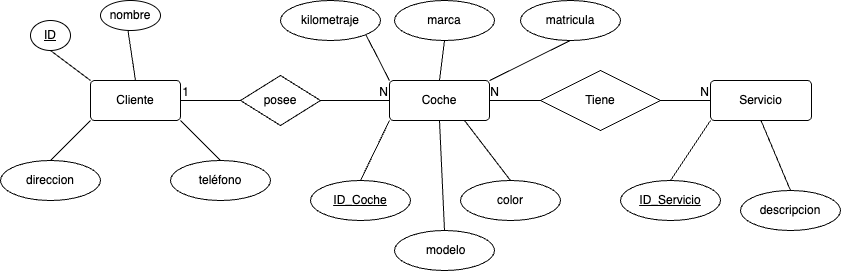 nombre
ID
kilometraje
marca
matricula
Cliente
1
posee
N
Coche
N
Tiene
N
Servicio
direccion
teléfono
ID_Coche
color
ID_Servicio
descripcion
modelo